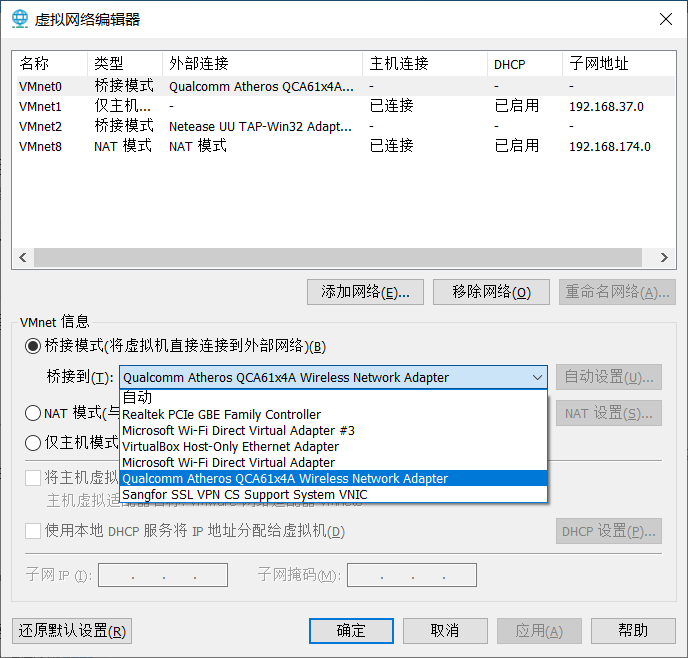 虚拟网络编辑器
名称 类型 外部连接 主机连接 DHCP 子网地址
VMnet0 桥接模式 Qualcomm Atheros QCA61x4A... - - -
VMnet1 仅主机... - 已连接 已启用 192.168.37.0
VMnet2 桥接模式 Netease UU TAP-Win32 Adapt... - - -
VMnet8 NAT 模式 NAT 模式 已连接 已启用 192.168.174.0
添加网络(E)... 移除网络(O) 重命名网络(A)...
VMnet 信息
桥接模式(将虚拟机直接连接到外部网络)(B)
桥接到(T): Qualcomm Atheros QCA61x4A Wireless Network Adapter 自动设置(U)...
自动
Realtek PCIe GBE Family Controller
NAT 模式(与 NAT 设置(S)...
Microsoft Wi-Fi Direct Virtual Adapter #3
VirtualBox Host-Only Ethernet Adapter
仅主机模式
Microsoft Wi-Fi Direct Virtual Adapter
将主机虚拟 Qualcomm Atheros QCA61x4A Wireless Network Adapter
Sangfor SSL VPN CS Support System VNIC
主机虚拟适
使用本地 DHCP 服务将 IP 地址分配给虚拟机(D) DHCP 设置(P)...
子网 IP (I): . . . 子网掩码(M): . . .
还原默认设置(R) 确定 取消 应用(A) 帮助